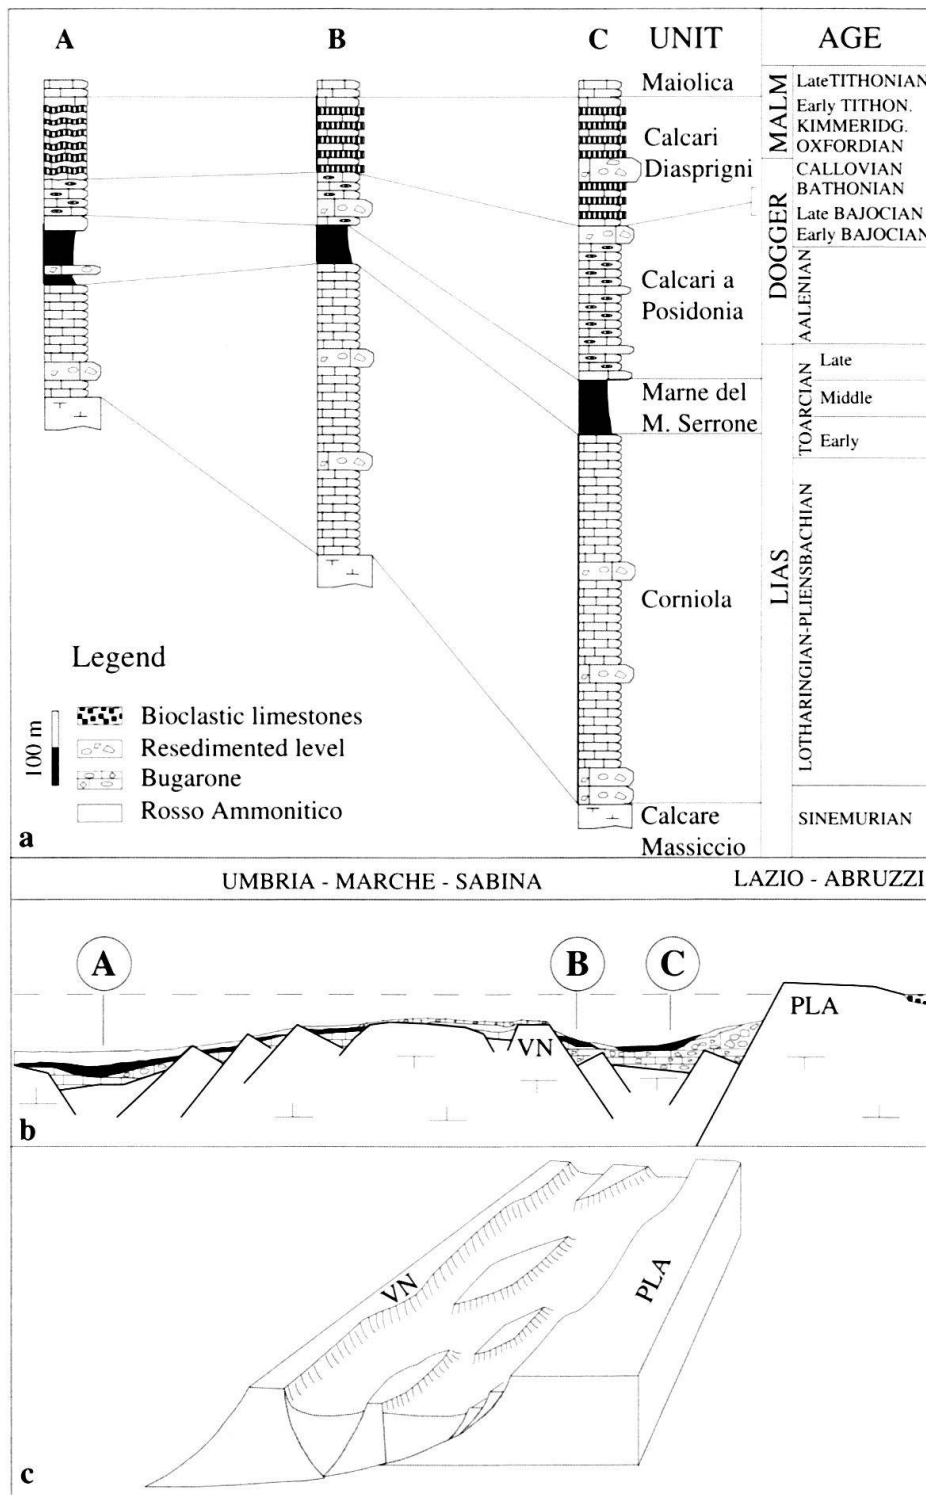 A B C UNIT AGE
Maiolica
Calcari
Diasprigni
Calcari a
Posidonia
Marne del
M. Serrone
Corniola
Calcare
Massiccio
MALM
DOGGER
LIAS
Late TITHONIAN
Early TITHON.
KIMMERIDG.
OXFORDIAN
CALLOVIAN
BATHONIAN
Late BAJOCIAN
Early BAJOCIAN
AALENIAN
TOARCIAN
Late
Middle
Early
LOTHARINGIAN-PLIENSBACHIAN
SINEMURIAN
Legend
100 m
Bioclastic limestones
Resedimented level
Bugarone
Rosso Ammonitico
a
UMBRIA - MARCHE - SABINA LAZIO - ABRUZZI
A B C
PLA
VN
b
VN
PLA
c